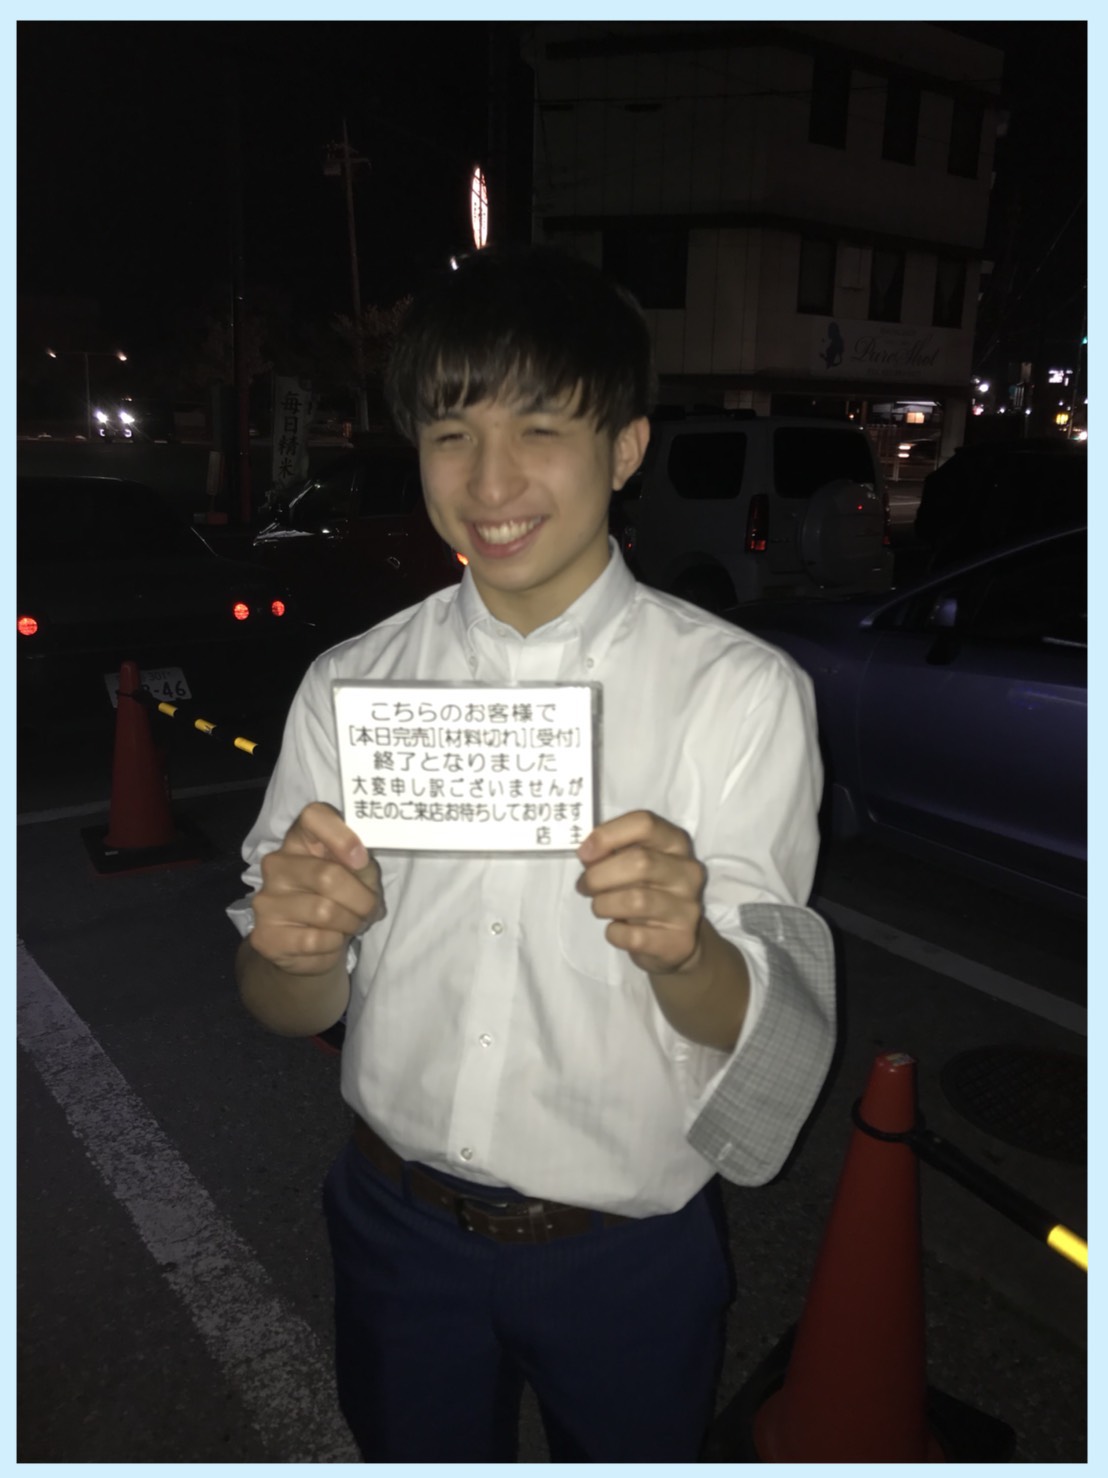 毎日精米
こちらのお客様で
[本日完売][材料切れ][受付]
終了となりました
大変申し訳ございませんが
またのご来店お待ちしております
店 主
-46